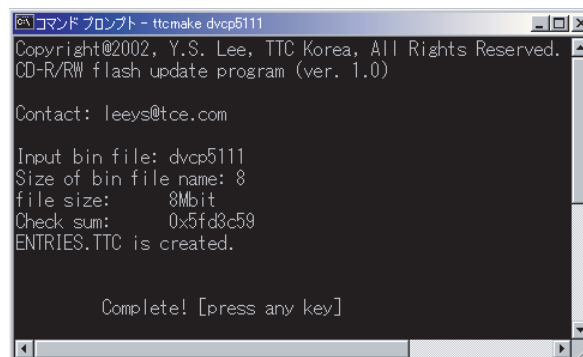 コマンド プロンプト - ttcmake dvcp5111
Copyright@2002, Y.S. Lee, TTC Korea, All Rights Reserved.
CD-R/RW flash update program (ver. 1.0)
Contact: leeys@tce.com
Input bin file: dvcp5111
Size of bin file name: 8
file size: 8Mbit
Check sum: 0x5fd3c59
ENTRIES.TTC is created.
Complete! [press any key]